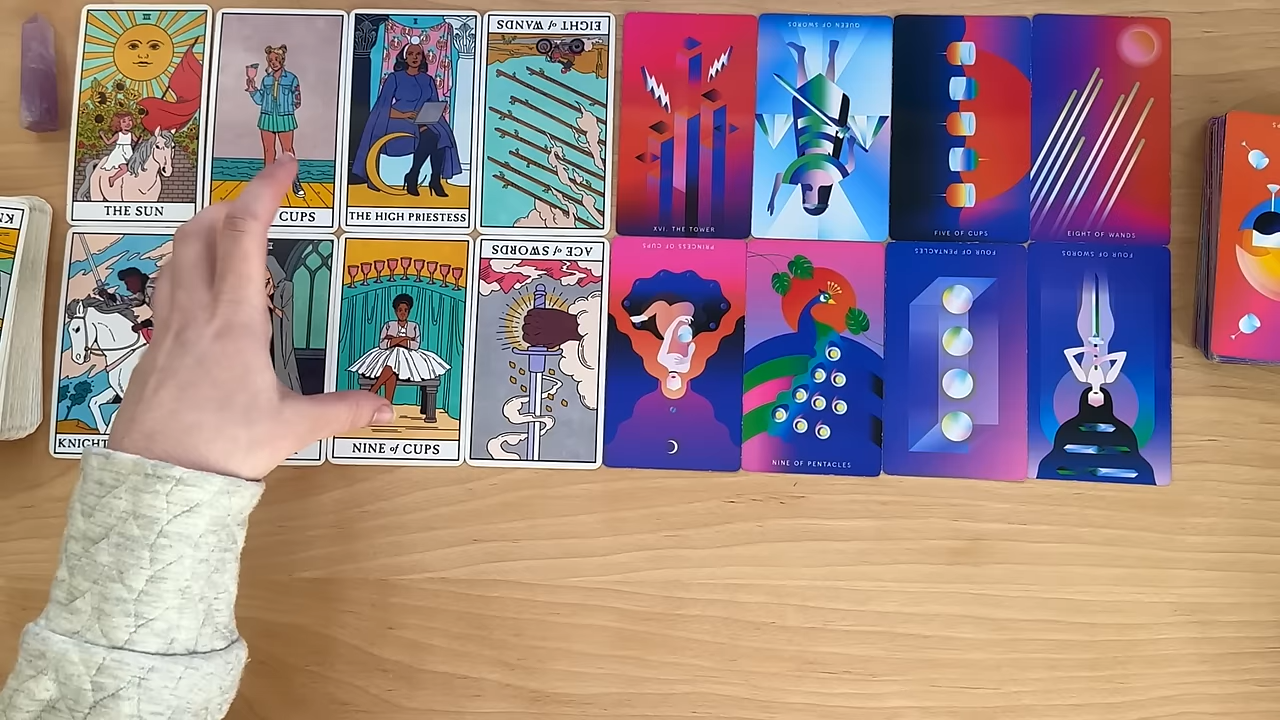 III
THE SUN
CUPS
THE HIGH PRIESTESS
EIGHT of WANDS
XVI. THE TOWER
QUEEN OF SWORDS
FIVE OF CUPS
EIGHT OF WANDS
KN
KNIGHT
NINE of CUPS
ACE of SWORDS
PRINCESS OF CUPS
NINE OF PENTACLES
FOUR OF PENTACLES
FOUR OF SWORDS